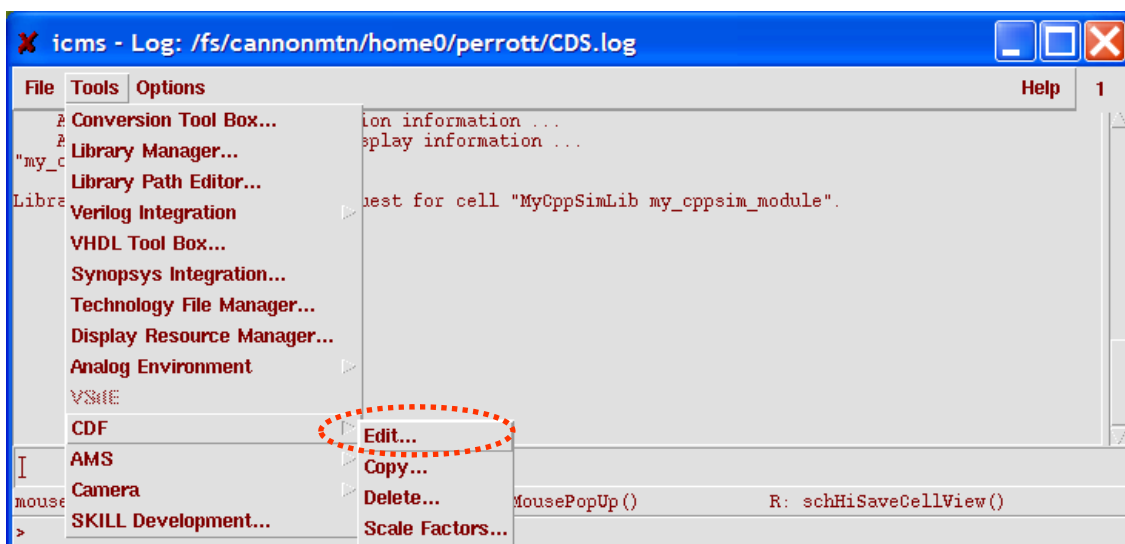 icms - Log: /fs/cannonmtn/home0/perrott/CDS.log
File Tools Options Help 1
Conversion Tool Box... ion information ...
Library Manager... splay information ...
"my_c
Library Path Editor...
Libra uest for cell "MyCppSimLib my_cppsim_module".
Verilog Integration
VHDL Tool Box...
Synopsys Integration...
Technology File Manager...
Display Resource Manager...
Analog Environment
CDF Edit...
AMS Copy...
Camera Delete...
mouse MousePopUp() R: schHiSaveCellView()
SKILL Development... Scale Factors...
>